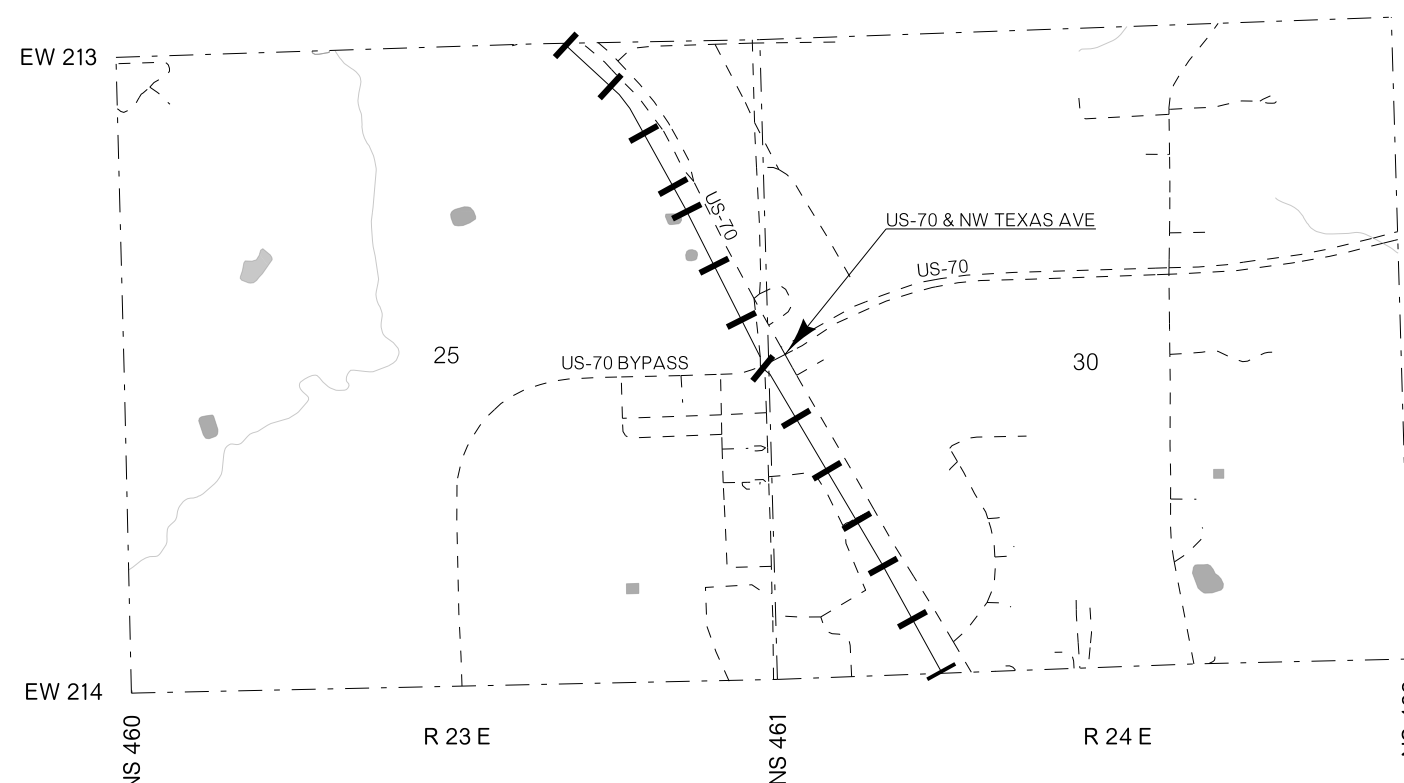 EW 213
US-70
US-70 & NW TEXAS AVE
US-70
25
US-70 BYPASS
30
EW 214
NS 460
R 23 E
NS 461
R 24 E